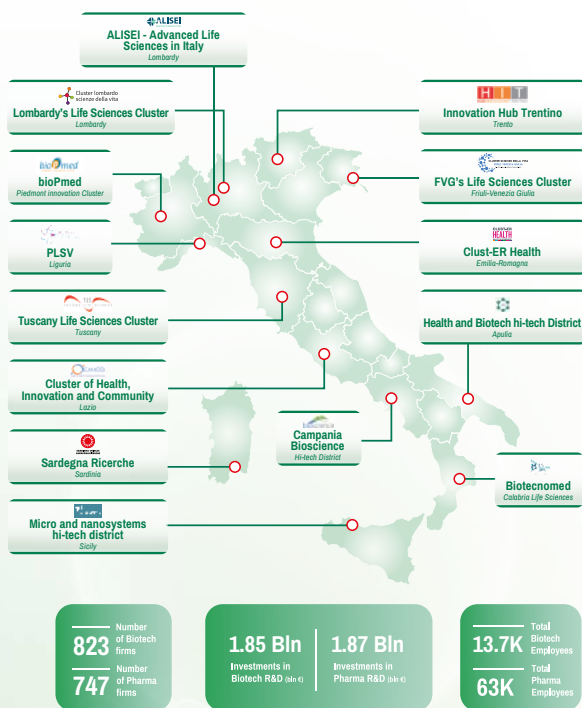 ALISEI
ALISEI - Advanced Life
Sciences in Italy
Lombardy
Cluster lombardo
scienze della vita
Lombardy's Life Sciences Cluster
Lombardy
bioPmed
Piedmont innovation Cluster
PLSV
Liguria
Tuscany Life Sciences Cluster
Tuscany
Cluster of Health,
Innovation and Community
Lazio
Sardegna Ricerche
Sardinia
Micro and nanosystems
hi-tech district
Sicily
HIT
Innovation Hub Trentino
Trento
FVG's Life Sciences Cluster
Friuli-Venezia Giulia
CLUST-ER
HEALTH
Clust-ER Health
Emilia-Romagna
Health and Biotech hi-tech District
Apulia
Campania
Bioscience
Hi-tech District
Biotecnomed
Calabria Life Sciences
823
Number
of Biotech
firms
747
Number
of Pharma
firms
1.85 Bln
Investments in
Biotech R&D (bln €)
1.87 Bln
Investments in
Pharma R&D (bln €)
13.7K
Total
Biotech
Employees
63K
Total
Pharma
Employees